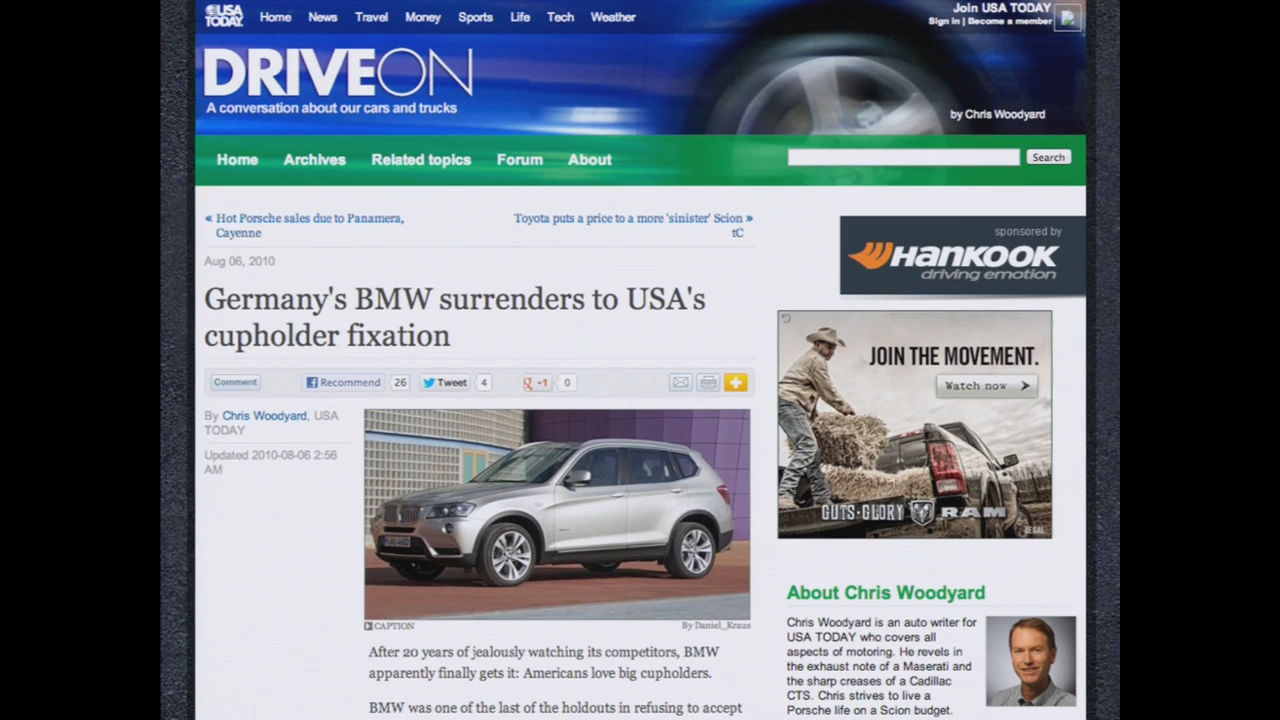 USA TODAY.
Home News Travel Money Sports Life Tech Weather
Join USA TODAY
Sign in | Become a member
DRIVEON
A conversation about our cars and trucks
by Chris Woodyard
Home Archives Related topics Forum About
Search
« Hot Porsche sales due to Panamera,
Cayenne
Toyota puts a price to a more 'sinister' Scion »
tC
Aug 06, 2010
Germany's BMW surrenders to USA's
cupholder fixation
Comment
Recommend 26
Tweet 4
+1 0
By Chris Woodyard, USA
TODAY
Updated 2010-08-06 2:56
AM
CAPTION
By Daniel_Kraus
After 20 years of jealously watching its competitors, BMW
apparently finally gets it: Americans love big cupholders.
BMW was one of the last of the holdouts in refusing to accept
sponsored by
HANKOOK
driving emotion
JOIN THE MOVEMENT.
Watch now
GUTS·GLORY RAM
LEGAL
About Chris Woodyard
Chris Woodyard is an auto writer for
USA TODAY who covers all
aspects of motoring. He revels in
the exhaust note of a Maserati and
the sharp creases of a Cadillac
CTS. Chris strives to live a
Porsche life on a Scion budget.